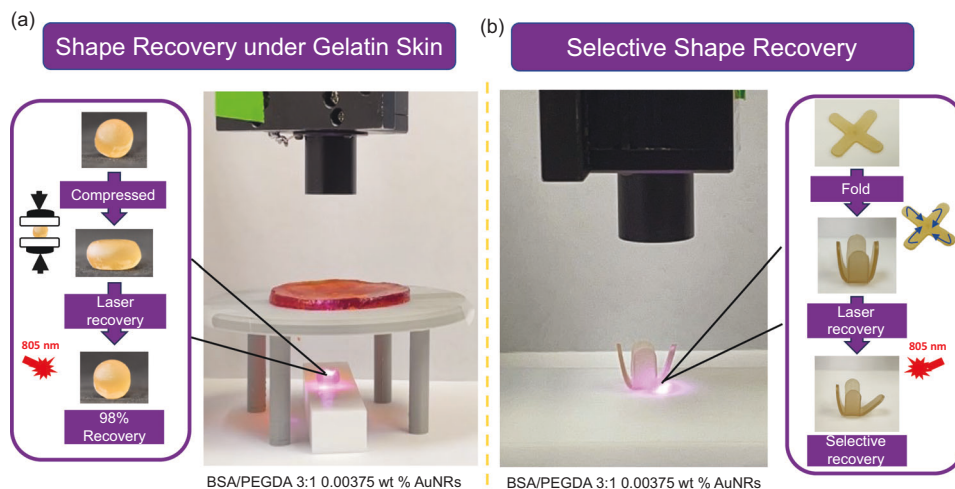 (a)
Shape Recovery under Gelatin Skin
Compressed
Laser
recovery
805 nm
98%
Recovery
BSA/PEGDA 3:1 0.00375 wt % AuNRs
(b)
Selective Shape Recovery
Fold
Laser
recovery
805 nm
Selective
recovery
BSA/PEGDA 3:1 0.00375 wt % AuNRs